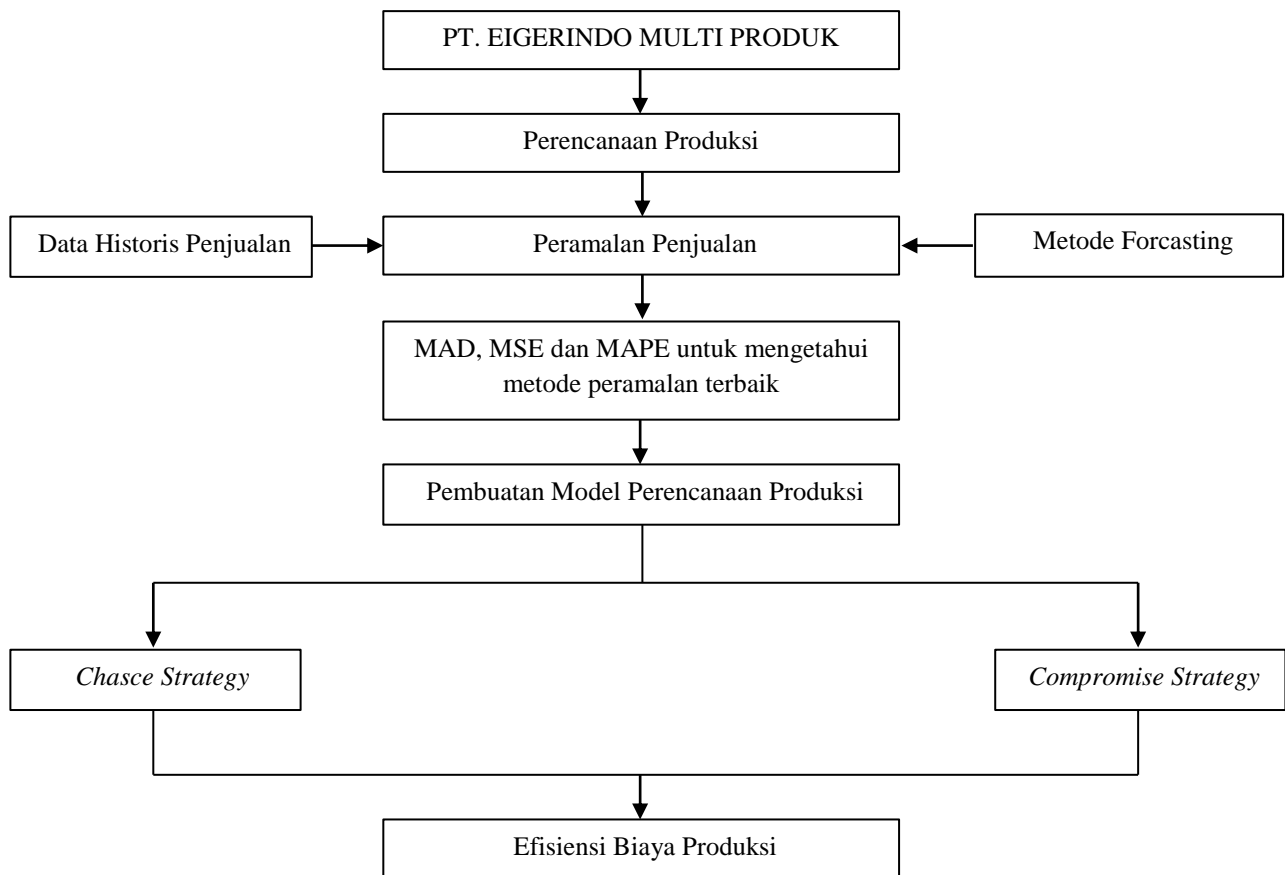 PT. EIGERINDO MULTI PRODUK
Perencanaan Produksi
Data Historis Penjualan
Peramalan Penjualan
Metode Forcasting
MAD, MSE dan MAPE untuk mengetahui
metode peramalan terbaik
Pembuatan Model Perencanaan Produksi
Chasce Strategy
Compromise Strategy
Efisiensi Biaya Produksi